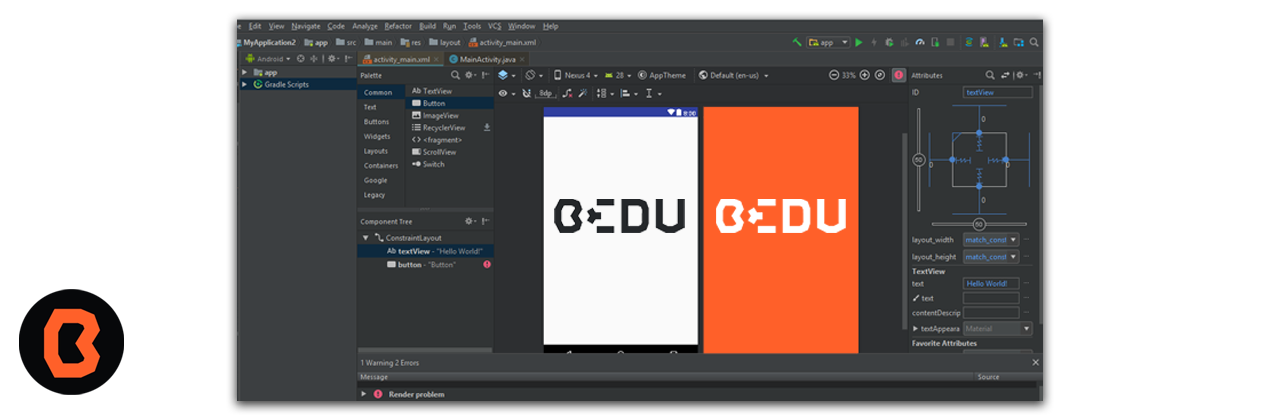 e Edit View Navigate Code Analyze Refactor Build Run Tools VCS Window Help
MyApplication2 app src main res layout activity_main.xml app
Android activity_main.xml MainActivity.java
app
Gradle Scripts
Palette
Common
Text
Buttons
Widgets
Layouts
Containers
Google
Legacy
Ab TextView
Button
ImageView
RecyclerView
<fragment>
ScrollView
Switch
Nexus 4 28 AppTheme Default (en-us) 33%
8dp
8:00
BEDU
BEDU
Component Tree
ConstraintLayout
Ab textView - "Hello World!"
button - "Button"
Attributes
ID textView
0
50
0 0
0
50
layout_width match_const
layout_height match_const
TextView
text Hello World!
text
contentDescrip
textAppeara Material
Favorite Attributes
1 Warning 2 Errors
Message Source
Render problem